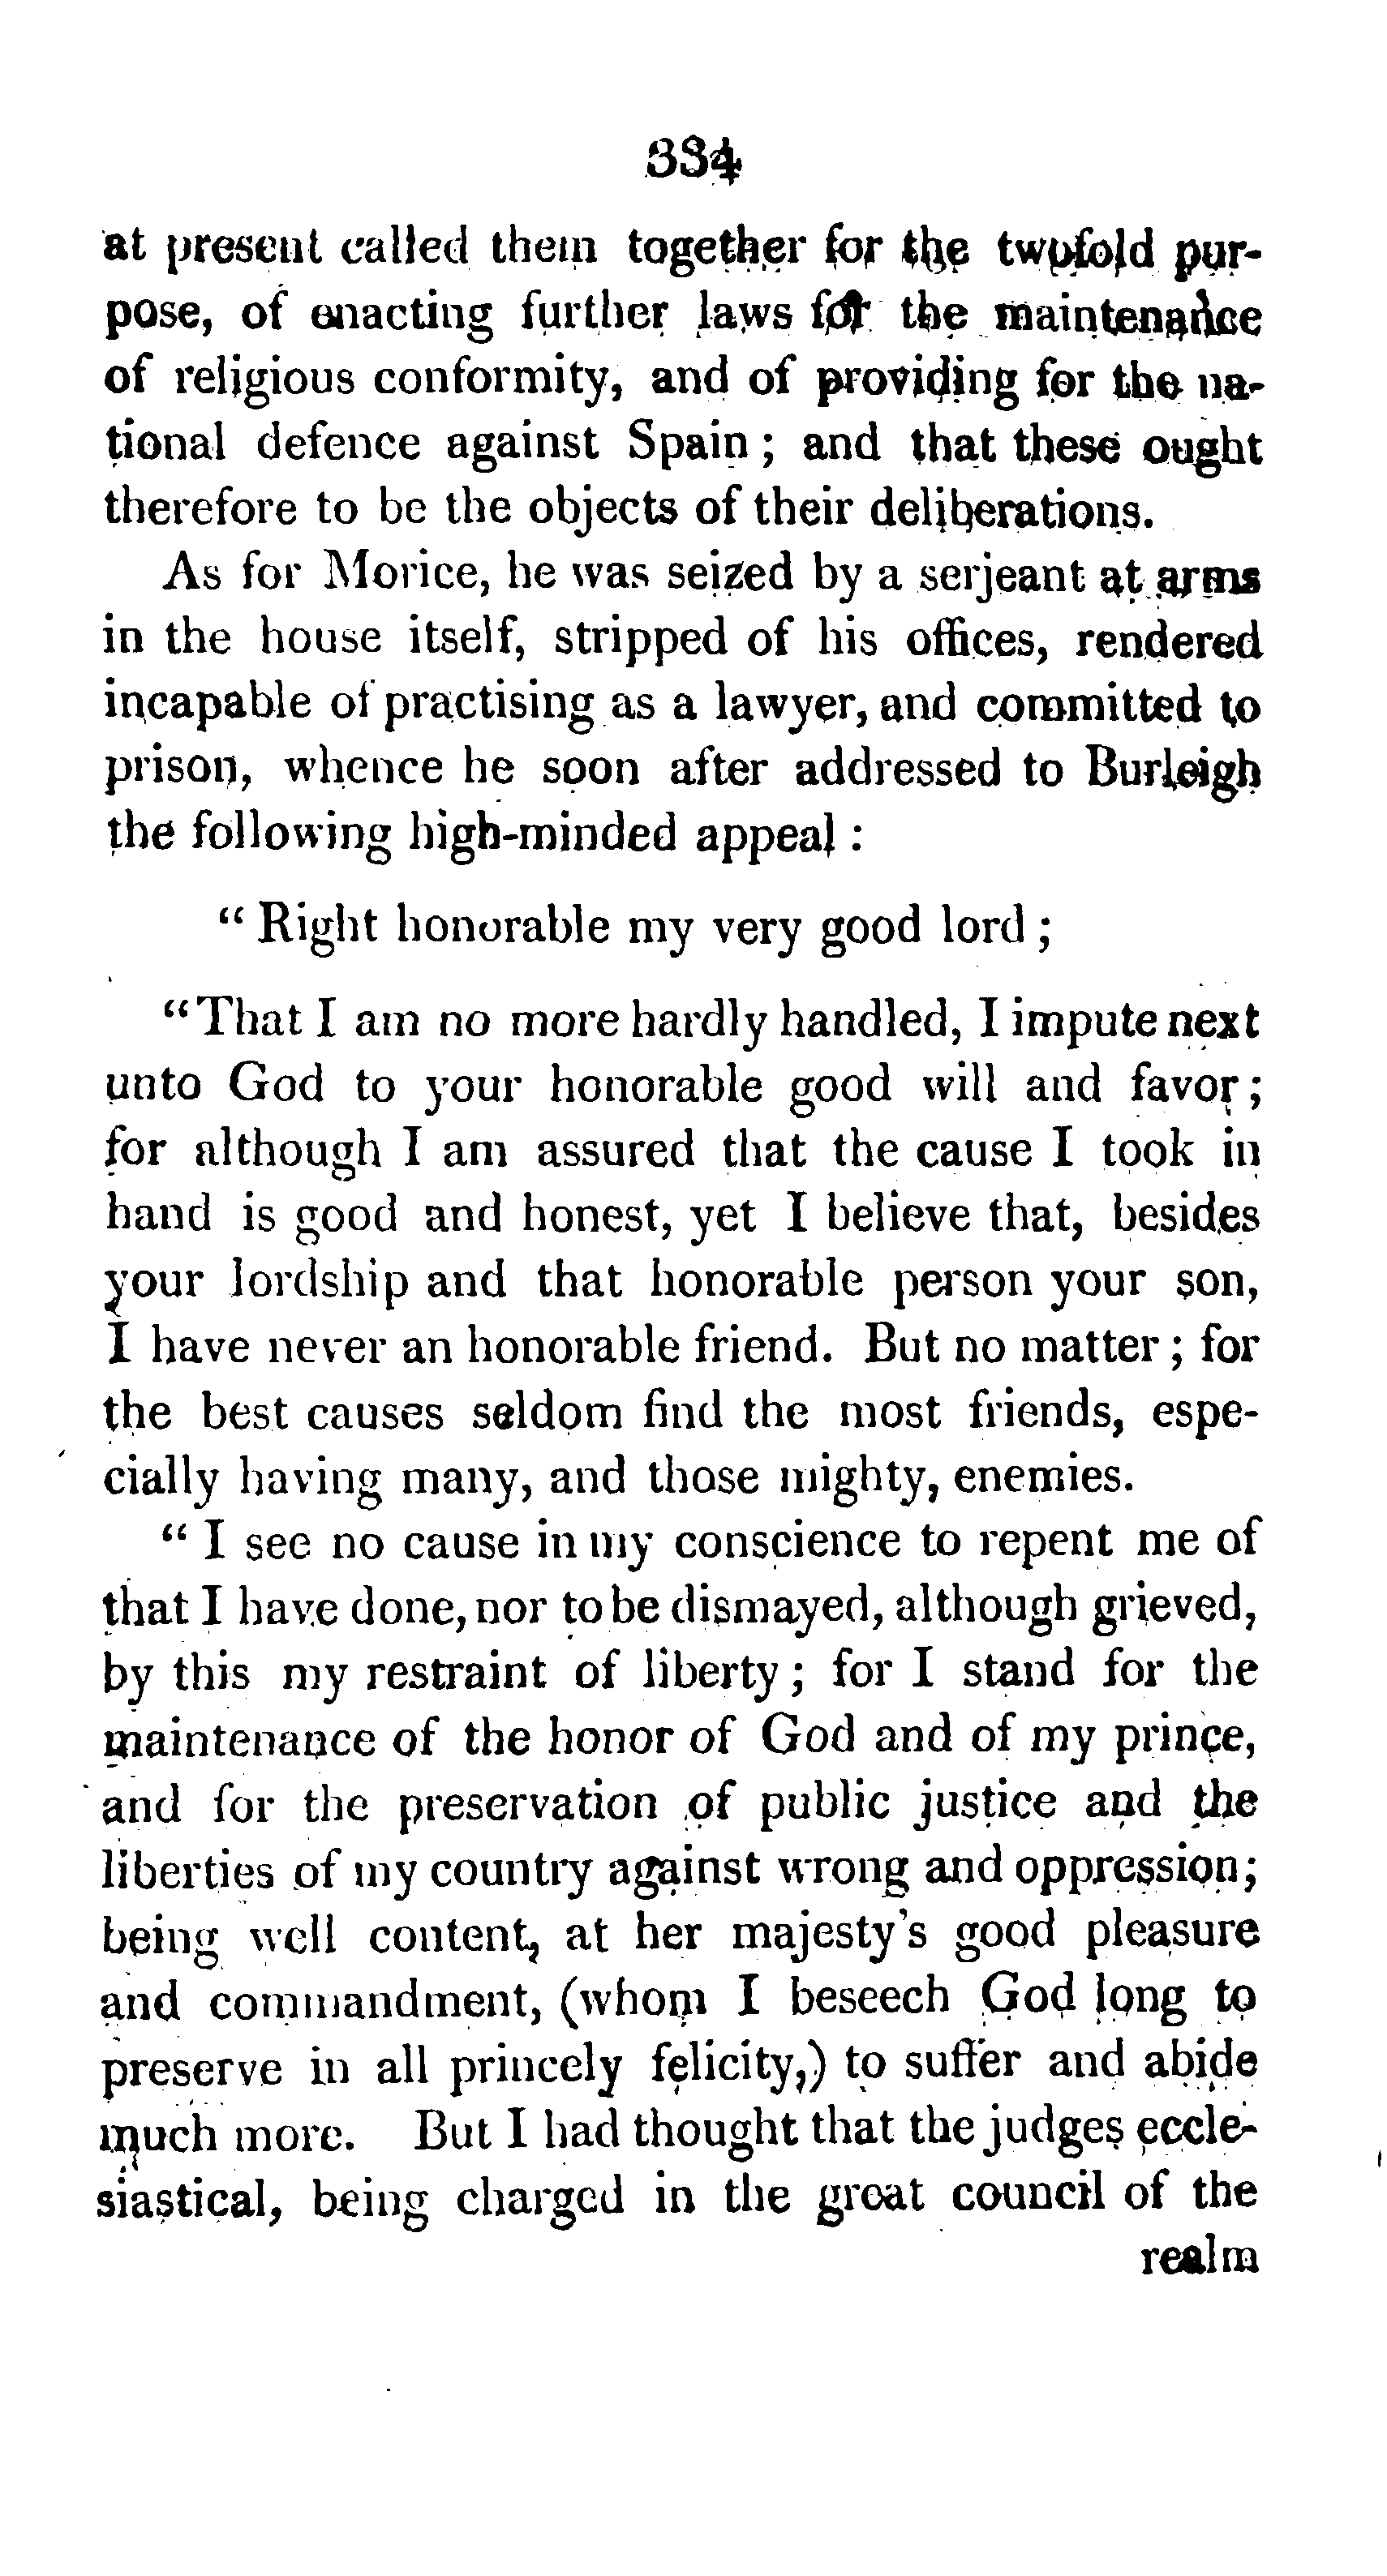 334
at present called them together for the twofold pur-
pose, of enacting further laws for the maintenance
of religious conformity, and of providing for the na-
tional defence against Spain ; and that these ought
therefore to be the objects of their deliberations.
As for Morice, he was seized by a serjeant at arms
in the house itself, stripped of his offices, rendered
incapable of practising as a lawyer, and committed to
prison, whence he soon after addressed to Burleigh
the following high-minded appeal :
“ Right honorable my very good lord ;
“That I am no more hardly handled, I impute next
unto God to your honorable good will and favor ;
for although I am assured that the cause I took in
hand is good and honest, yet I believe that, besides
your lordship and that honorable person your son,
I have never an honorable friend. But no matter ; for
the best causes seldom find the most friends, espe-
cially having many, and those mighty, enemies.
“ I see no cause in my conscience to repent me of
that I have done, nor to be dismayed, although grieved,
by this my restraint of liberty ; for I stand for the
maintenance of the honor of God and of my prince,
and for the preservation of public justice and the
liberties of my country against wrong and oppression;
being well content, at her majesty's good pleasure
and commandment, (whom I beseech God long to
preserve in all princely felicity,) to suffer and abide
much more. But I had thought that the judges eccle-
siastical, being charged in the great council of the
realm